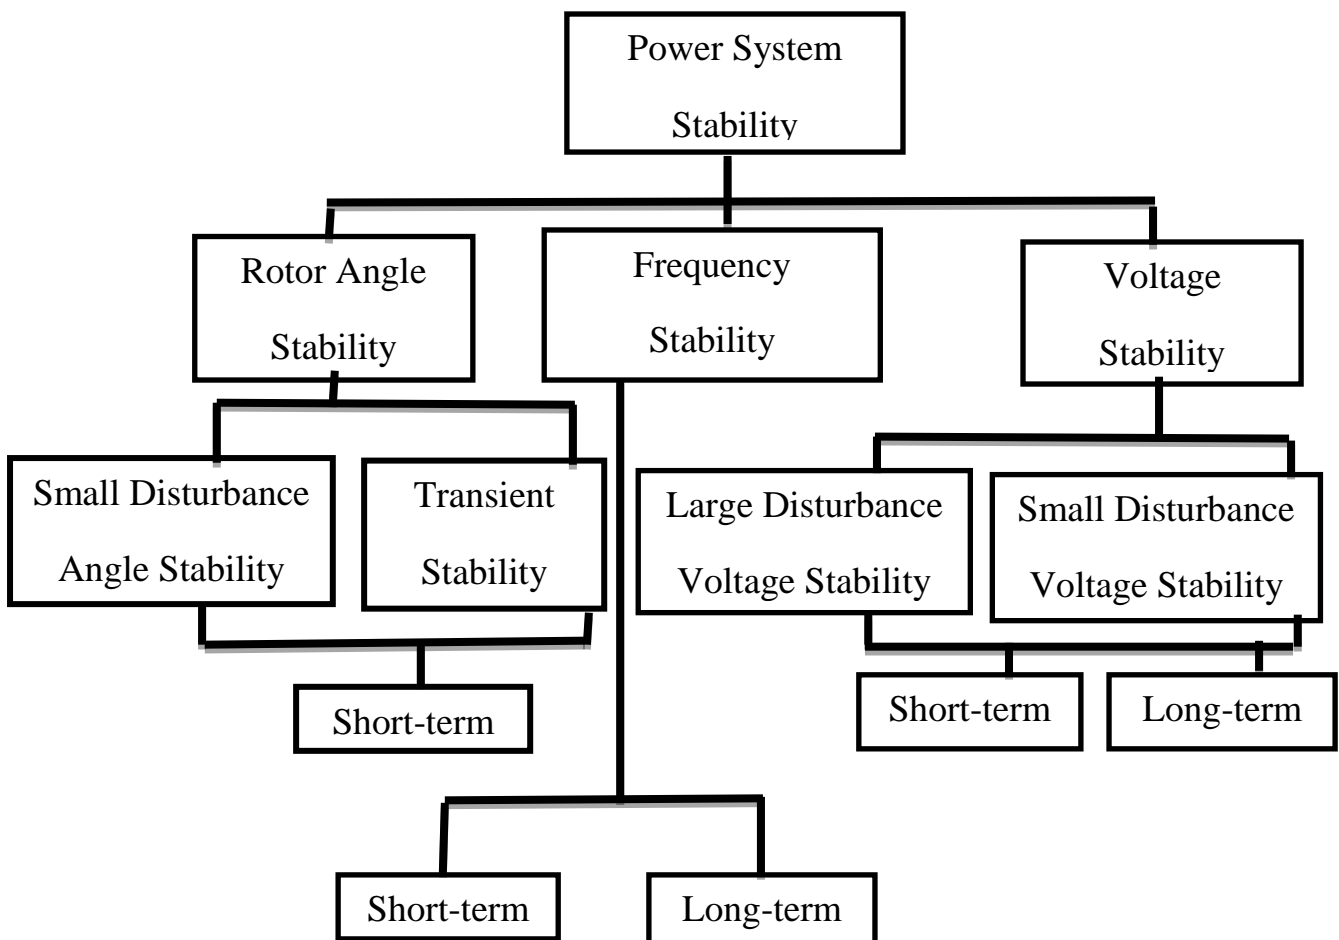 Power System
Stability
Rotor Angle
Stability
Frequency
Stability
Voltage
Stability
Small Disturbance
Angle Stability
Transient
Stability
Large Disturbance
Voltage Stability
Small Disturbance
Voltage Stability
Short-term
Short-term
Long-term
Short-term
Long-term